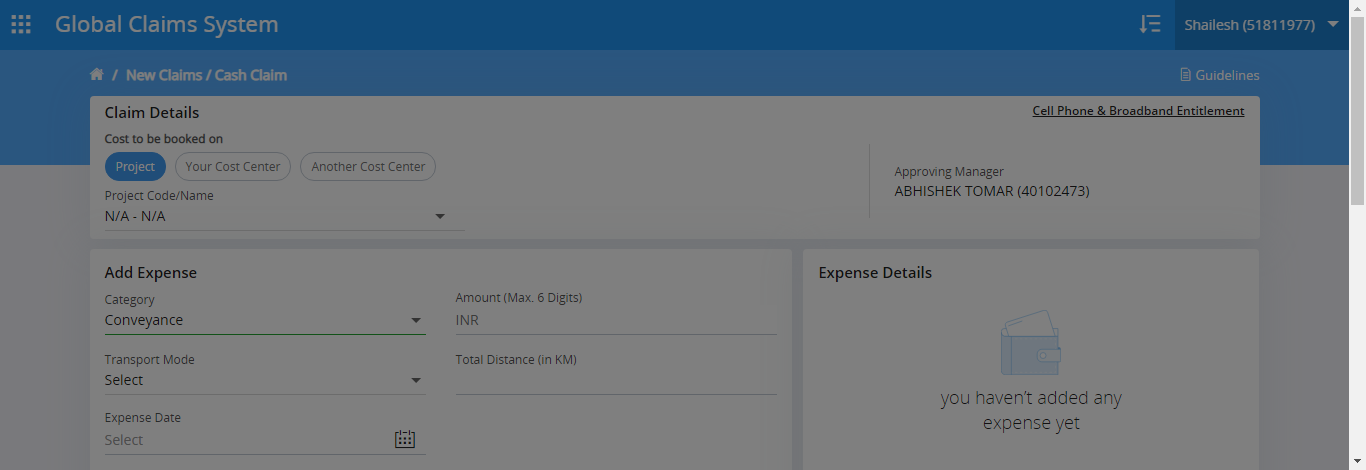 Global Claims System
Shailesh (51811977)
/ New Claims / Cash Claim
Guidelines
Claim Details
Cell Phone & Broadband Entitlement
Cost to be booked on
Project
Your Cost Center
Another Cost Center
Project Code/Name
N/A - N/A
Approving Manager
ABHISHEK TOMAR (40102473)
Add Expense
Category
Conveyance
Amount (Max. 6 Digits)
INR
Transport Mode
Select
Total Distance (in KM)
Expense Date
Select
Expense Details
you haven't added any
expense yet